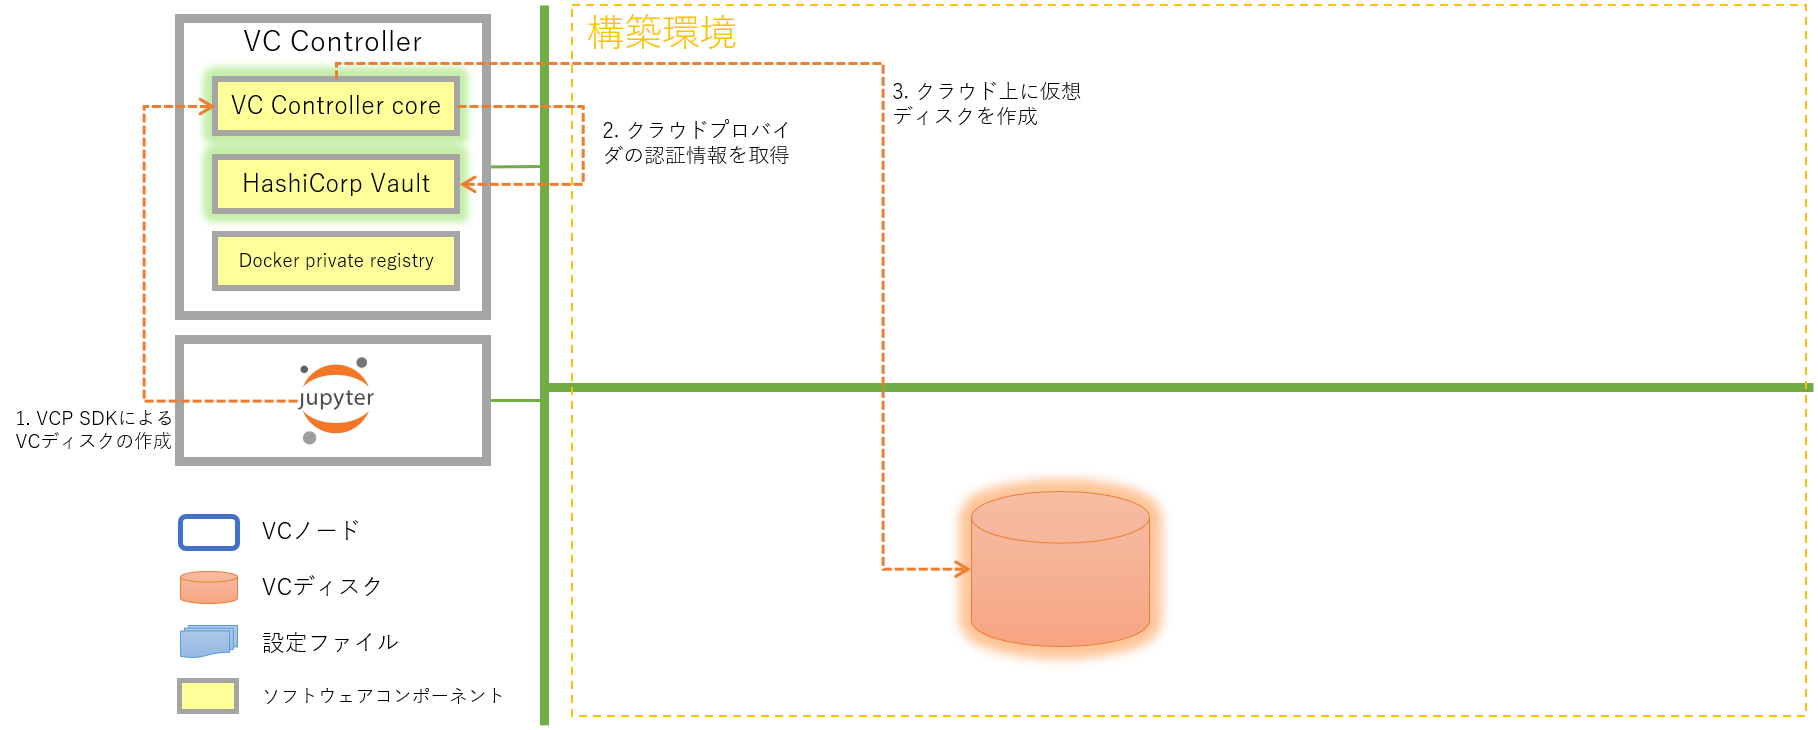 VC Controller
VC Controller core
HashiCorp Vault
Docker private registry
jupyter
1. VCP SDKによる
VCディスクの作成
構築環境
2. クラウドプロバイ
ダの認証情報を取得
3. クラウド上に仮想
ディスクを作成
VCノード
VCディスク
設定ファイル
ソフトウェアコンポーネント